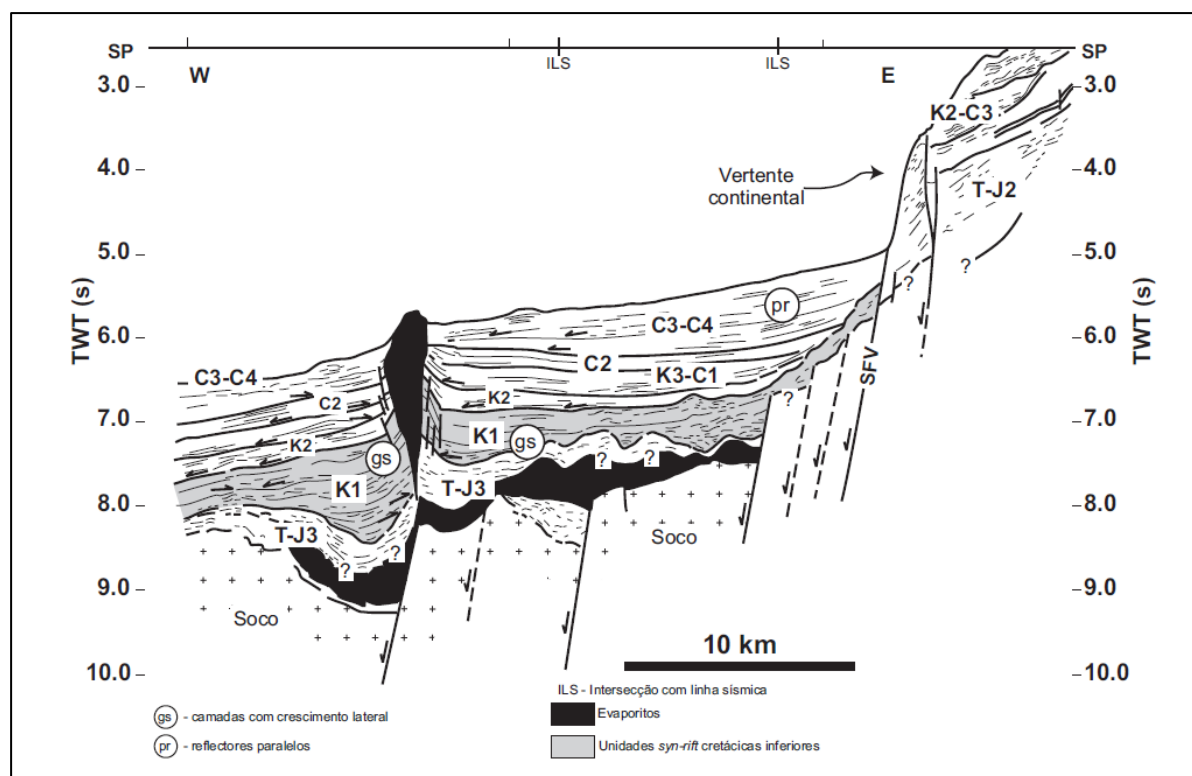 SP
ILS
ILS
SP
W
E
3.0
3.0
K2-C3
4.0
Vertente
continental
4.0
T-J2
5.0
?
?
5.0
TWT (s)
TWT (s)
pr
C3-C4
6.0
6.0
C2
K3-C1
C3-C4
SFV
C2
K2
?
7.0
7.0
K1
gs
K2
gs
?
?
K1
T-J3
8.0
8.0
T-J3
Soco
?
?
9.0
9.0
Soco
10 km
10.0
10.0
ILS - Intersecção com linha sísmica
gs - camadas com crescimento lateral
Evaporitos
pr - reflectores paralelos
Unidades syn-rift cretácicas inferiores